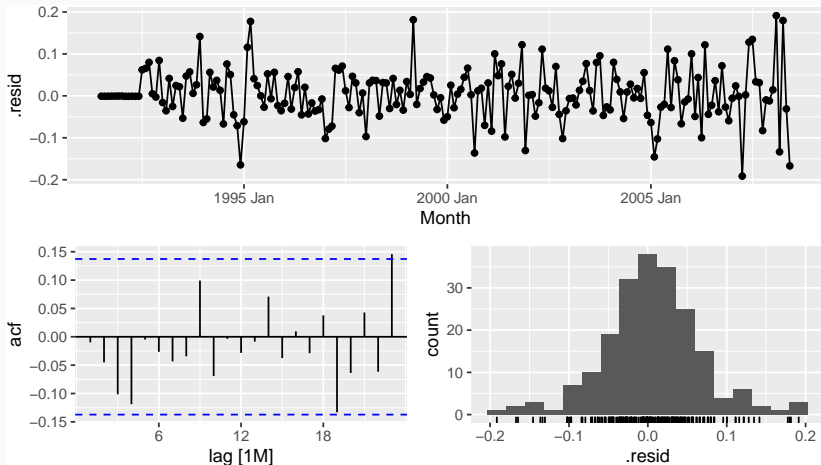 0.2
0.1
0.0
−0.1
−0.2
.resid
1995 Jan 2000 Jan 2005 Jan
Month
0.15
0.10
0.05
0.00
−0.05
−0.10
−0.15
acf
6 12 18
lag [1M]
30
20
10
0
count
−0.2 −0.1 0.0 0.1 0.2
.resid